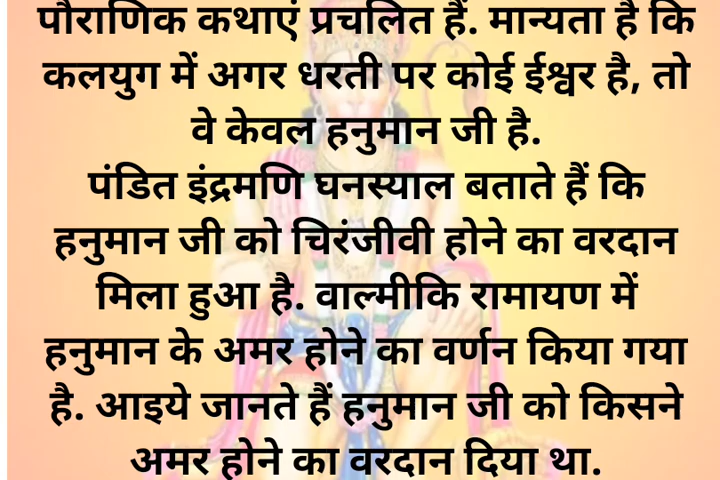 पौराणिक कथाएं प्रचलित हैं. मान्यता है कि
कलयुग में अगर धरती पर कोई ईश्वर है, तो
वे केवल हनुमान जी है.
पंडित इंद्रमणि घनस्याल बताते हैं कि
हनुमान जी को चिरंजीवी होने का वरदान
मिला हुआ है. वाल्मीकि रामायण में
हनुमान के अमर होने का वर्णन किया गया
है. आइये जानते हैं हनुमान जी को किसने
अमर होने का वरदान दिया था.